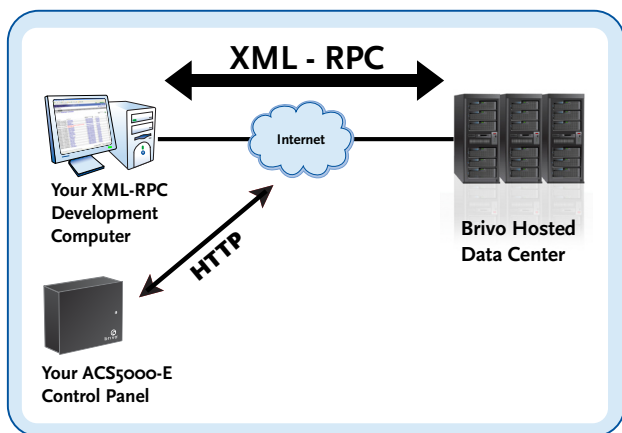 XML - RPC
Internet
Your XML-RPC
Development
Computer
Brivo Hosted
Data Center
HTTP
Your ACS5000-E
Control Panel